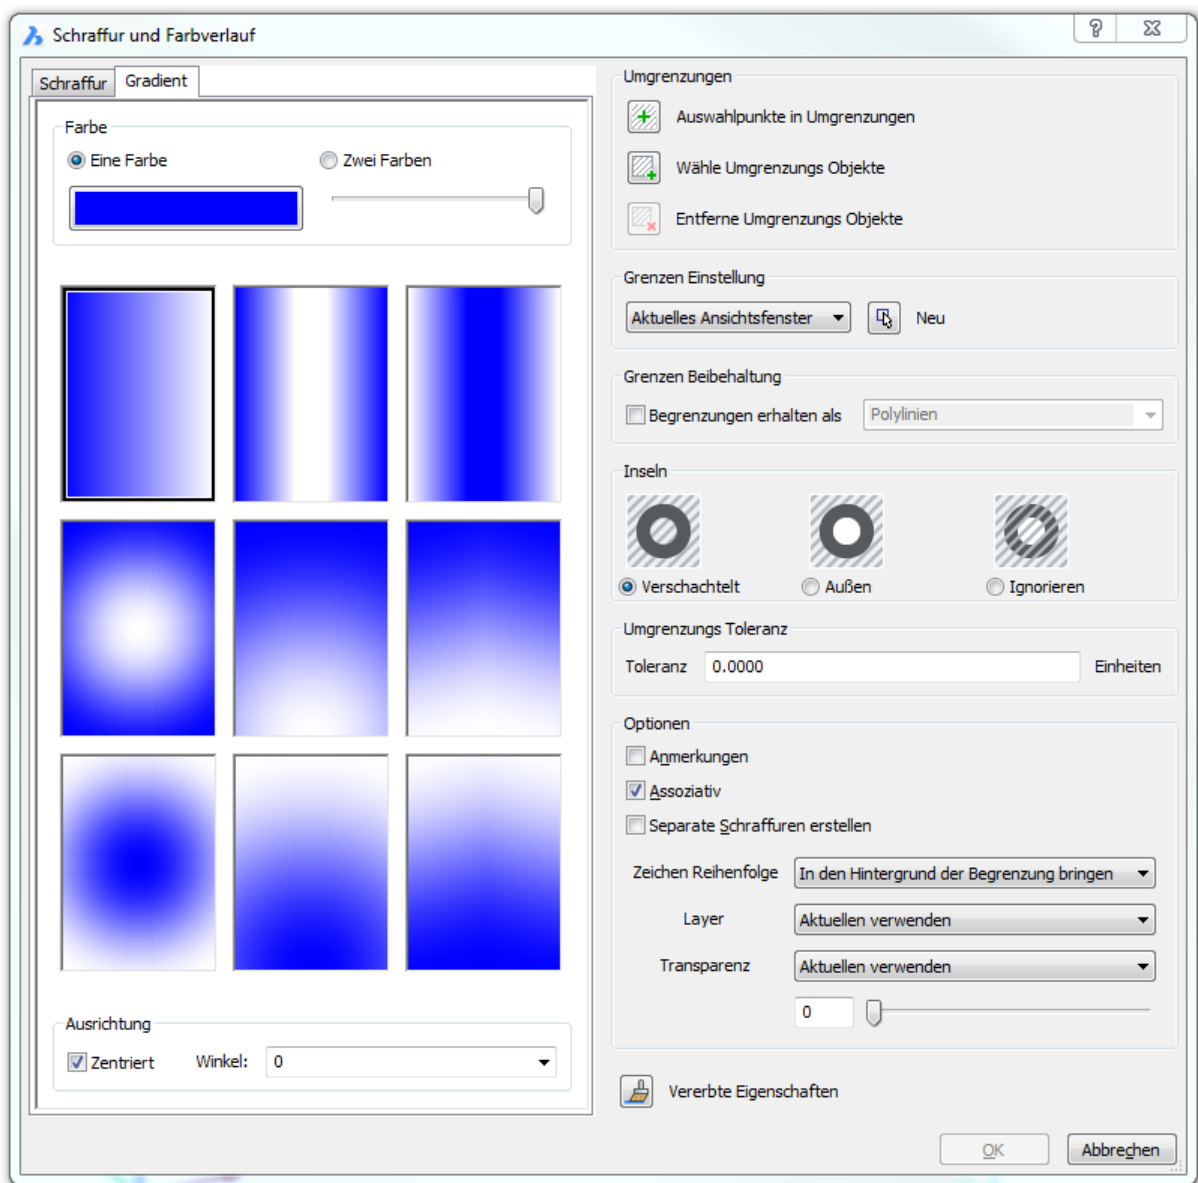 Schraffur und Farbverlauf
?
Schraffur
Gradient
Farbe
Eine Farbe
Zwei Farben
Ausrichtung
Zentriert
Winkel:
0
Umgrenzungen
Auswahlpunkte in Umgrenzungen
Wähle Umgrenzungs Objekte
Entferne Umgrenzungs Objekte
Grenzen Einstellung
Aktuelles Ansichtsfenster
Neu
Grenzen Beibehaltung
Begrenzungen erhalten als
Polylinien
Inseln
Verschachtelt
Außen
Ignorieren
Umgrenzungs Toleranz
Toleranz
0.0000
Einheiten
Optionen
Anmerkungen
Assoziativ
Separate Schraffuren erstellen
Zeichen Reihenfolge
In den Hintergrund der Begrenzung bringen
Layer
Aktuellen verwenden
Transparenz
Aktuellen verwenden
0
Vererbte Eigenschaften
OK
Abbrechen